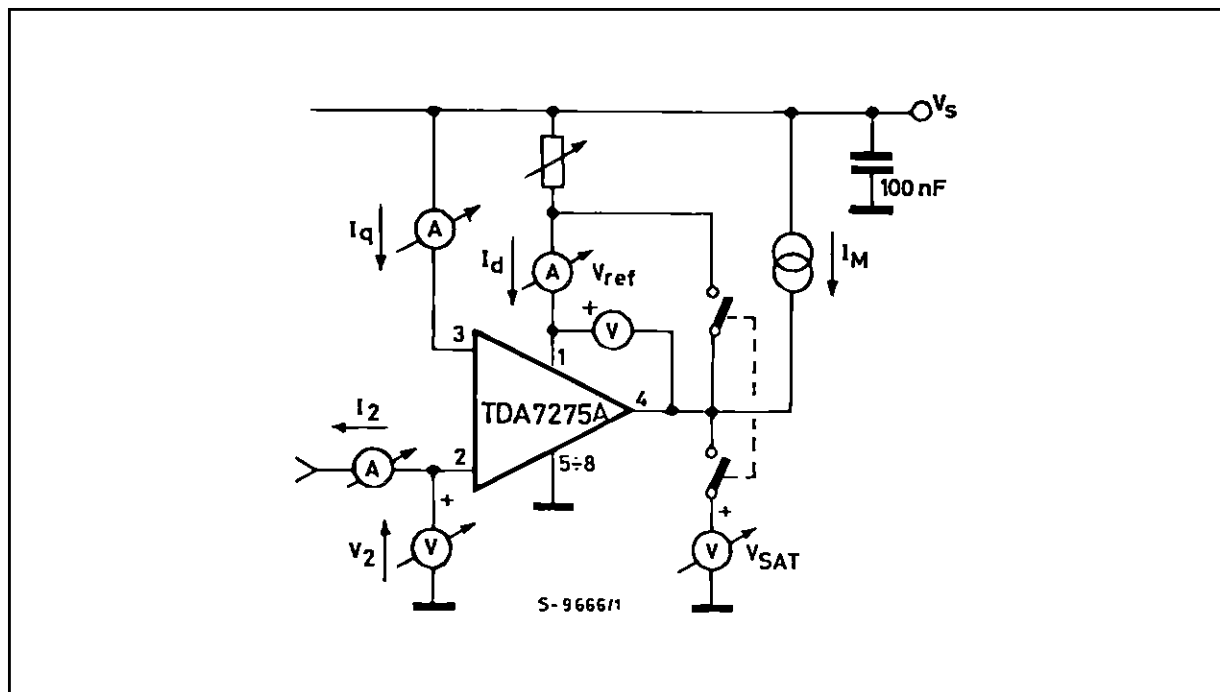 Vs
100 nF
Iq
A
Id
A
Vref
IM
+
V
3
1
TDA7275A
4
I2
A
2
5÷8
+
V2
V
+
V
VSAT
S-9666/1